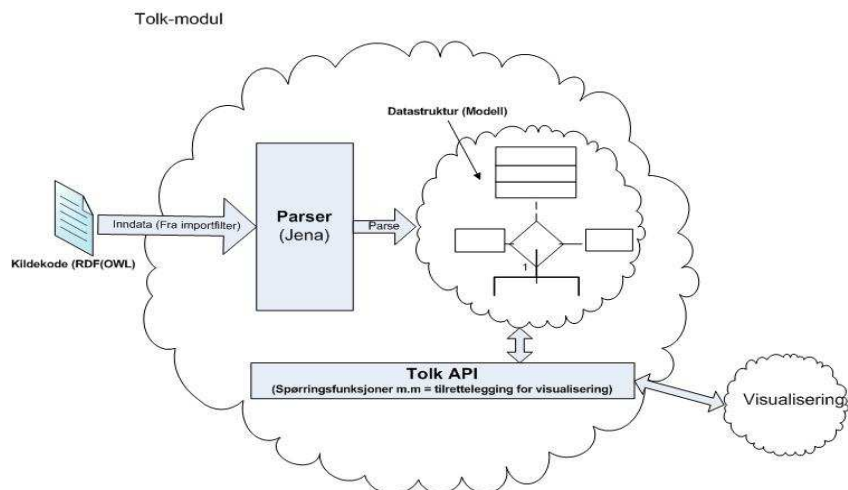 Tolk-modul
Datastruktur (Modell)
Parser
(Jena)
Inndata (Fra importfilter)
Parse
Kildekode (RDF(OWL)
1
Tolk API
(Spørringsfunksjoner m.m = tilrettelegging for visualisering)
Visualisering